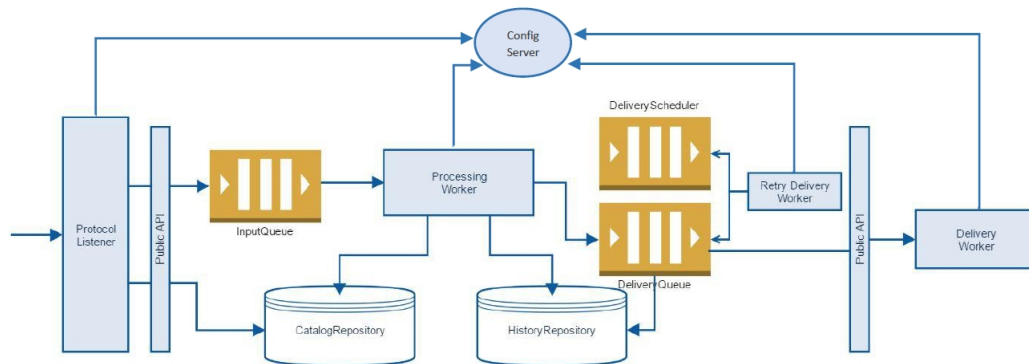 Config
Server
DeliveryScheduler
Protocol
Listener
Public API
InputQueue
Processing
Worker
Retry Delivery
Worker
DeliveryQueue
Public API
Delivery
Worker
CatalogRepository
HistoryRepository